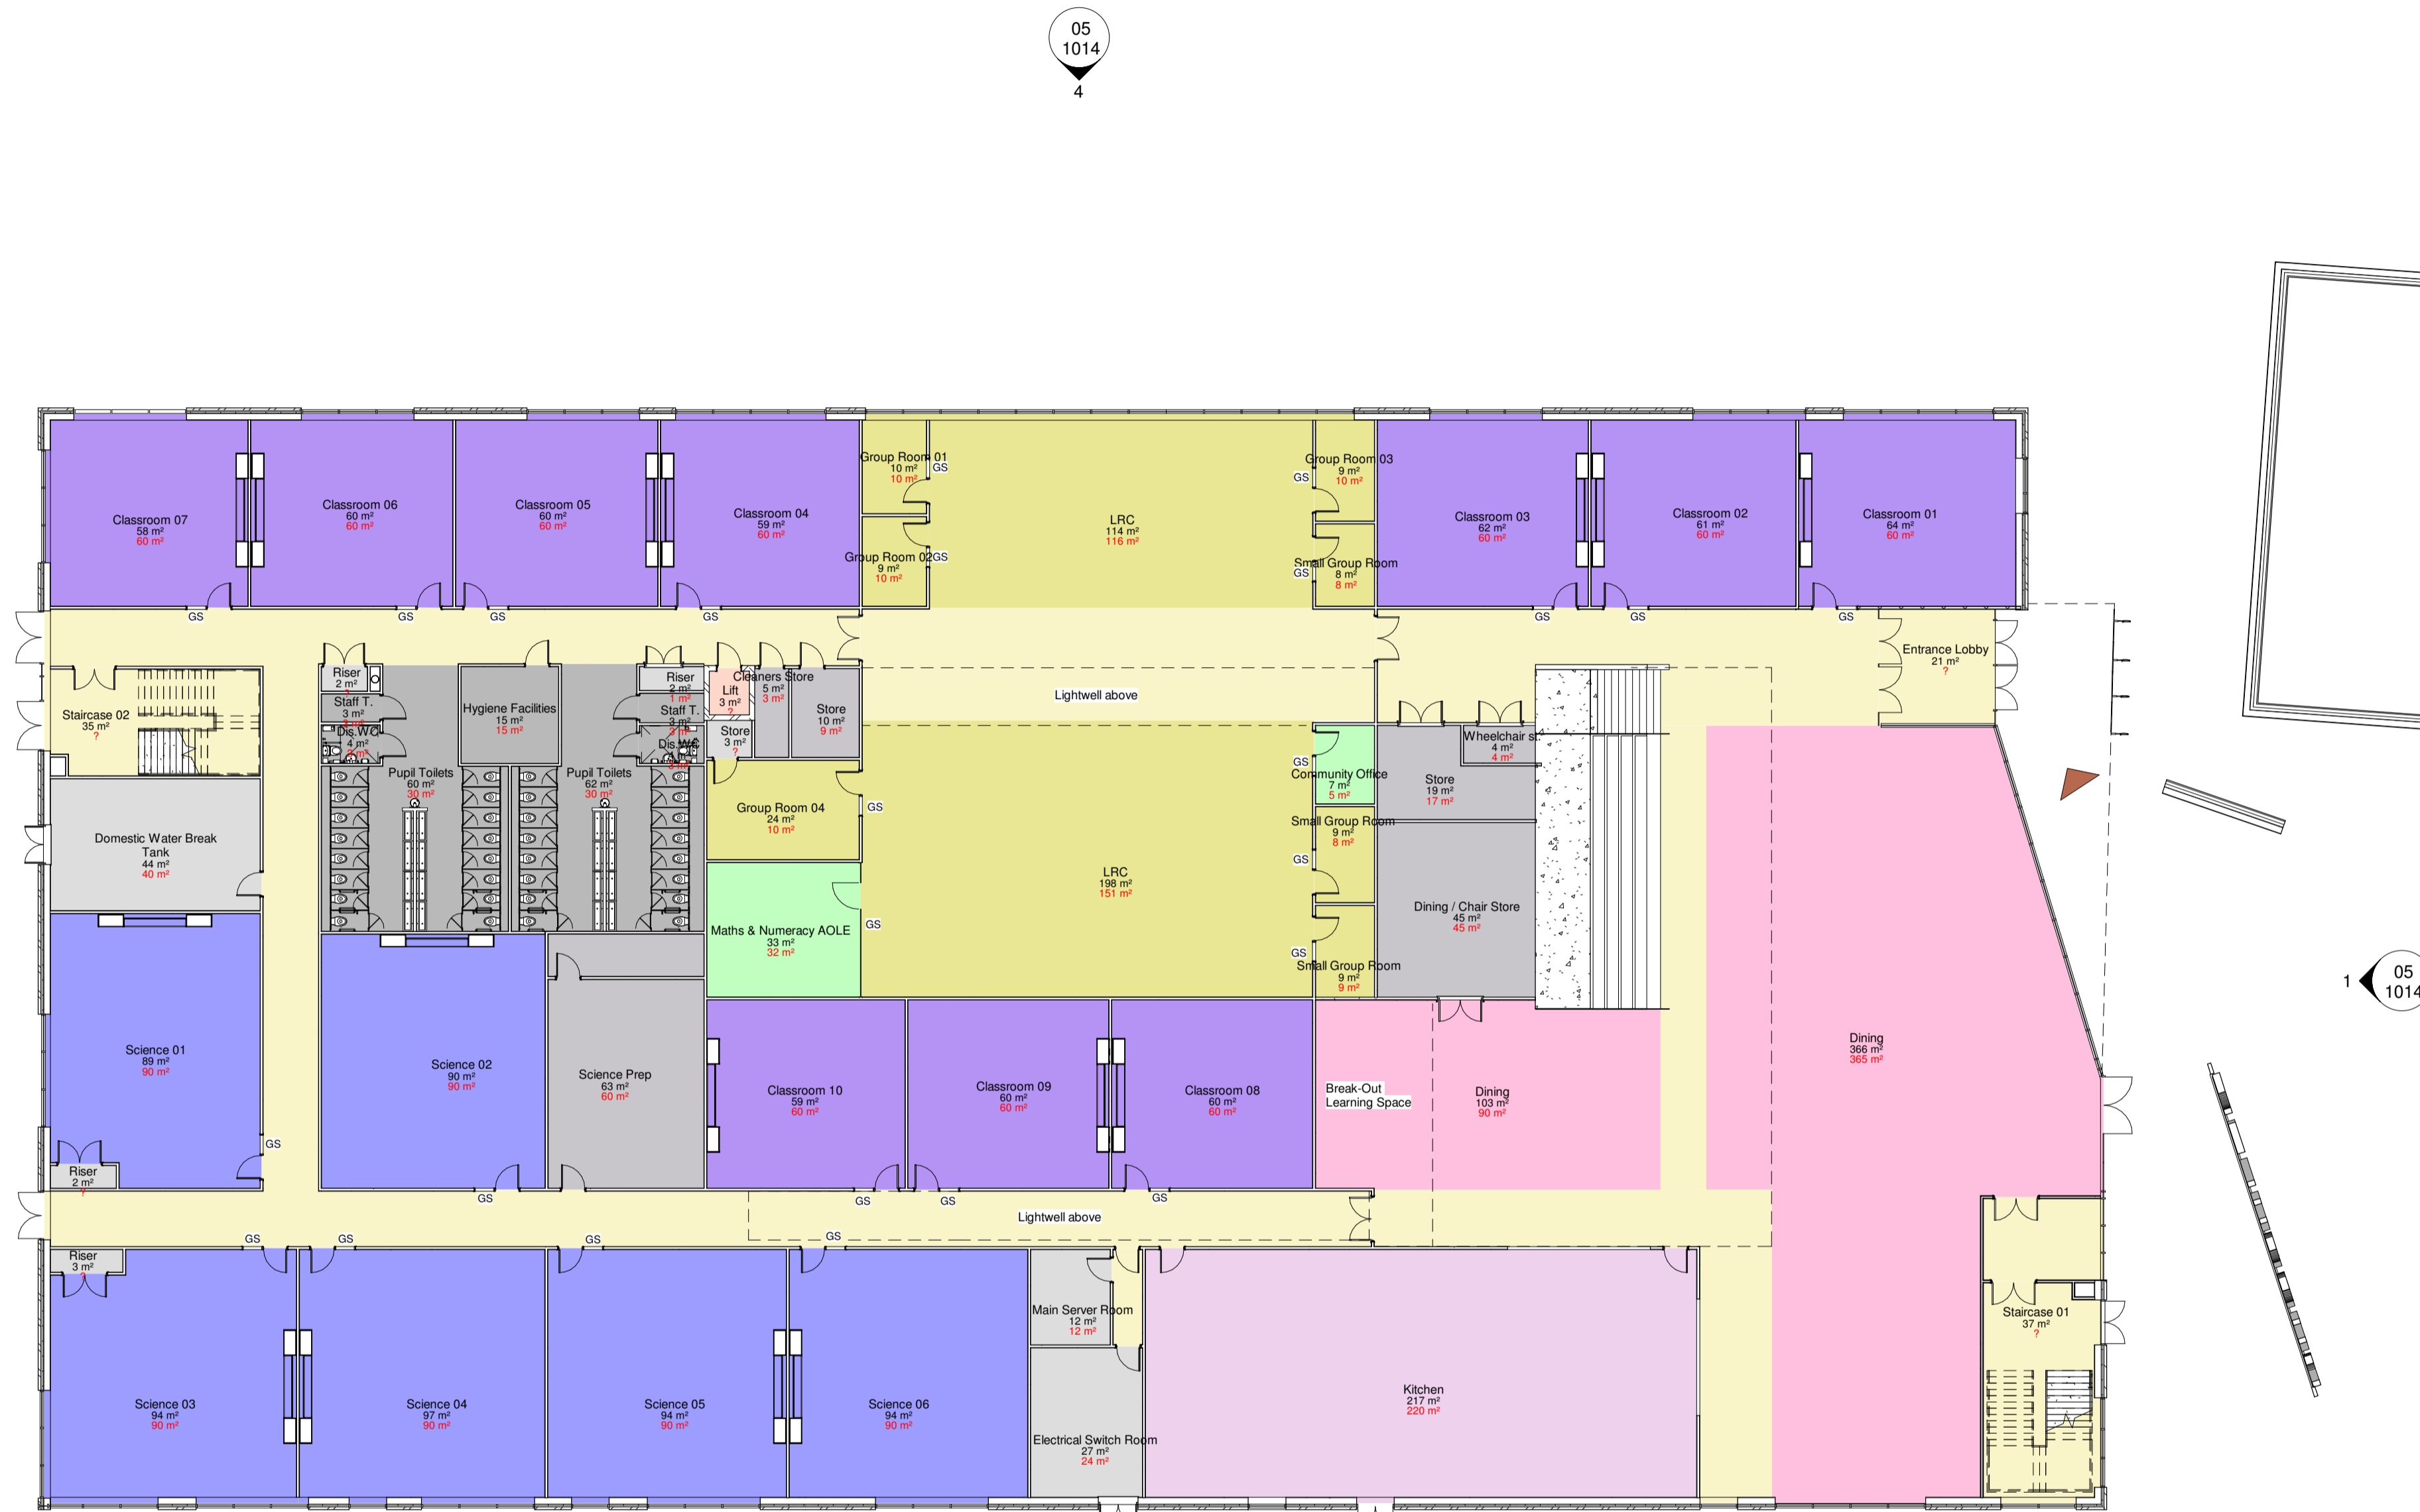 05
1014
4
Classroom 07
58 m²
60 m²
Classroom 06
60 m²
60 m²
Classroom 05
60 m²
60 m²
Classroom 04
59 m²
60 m²
Group Room 01
10 m²
10 m²
GS
Group Room 02
GS
9 m²
10 m²
LRC
114 m²
116 m²
Group Room 03
9 m²
10 m²
GS
Small Group Room
8 m²
8 m²
GS
Classroom 03
62 m²
60 m²
Classroom 02
61 m²
60 m²
Classroom 01
64 m²
60 m²
GS
GS
GS
GS
GS
GS
GS
Entrance Lobby
21 m²
?
Staircase 02
35 m²
?
Riser
2 m²
?
Staff T.
3 m²
Dis.WC
4 m²
Hygiene Facilities
15 m²
15 m²
Riser
2 m²
1 m²
Staff T.
3 m²
Dis.WC
Lift
3 m²
?
Cleaners Store
5 m²
3 m²
Store
10 m²
9 m²
Store
3 m²
?
Lightwell above
Pupil Toilets
60 m²
30 m²
Pupil Toilets
62 m²
30 m²
Group Room 04
24 m²
10 m²
GS
GS
Community Office
7 m²
5 m²
Store
19 m²
17 m²
Wheelchair st.
4 m²
4 m²
Domestic Water Break
Tank
44 m²
40 m²
Small Group Room
9 m²
8 m²
GS
LRC
198 m²
151 m²
Maths & Numeracy AOLE
33 m²
32 m²
GS
Dining / Chair Store
45 m²
45 m²
GS
Small Group Room
9 m²
9 m²
1
05
1014
Science 01
89 m²
90 m²
GS
Science 02
90 m²
90 m²
Science Prep
63 m²
60 m²
Classroom 10
59 m²
60 m²
Classroom 09
60 m²
60 m²
Classroom 08
60 m²
60 m²
Break-Out
Learning Space
Dining
103 m²
90 m²
Dining
366 m²
365 m²
Riser
2 m²
?
GS
GS
GS
GS
Lightwell above
GS
GS
GS
GS
Riser
3 m²
Science 03
94 m²
90 m²
Science 04
97 m²
90 m²
Science 05
94 m²
90 m²
Science 06
94 m²
90 m²
Main Server Room
12 m²
12 m²
Electrical Switch Room
27 m²
24 m²
Kitchen
217 m²
220 m²
Staircase 01
37 m²
?